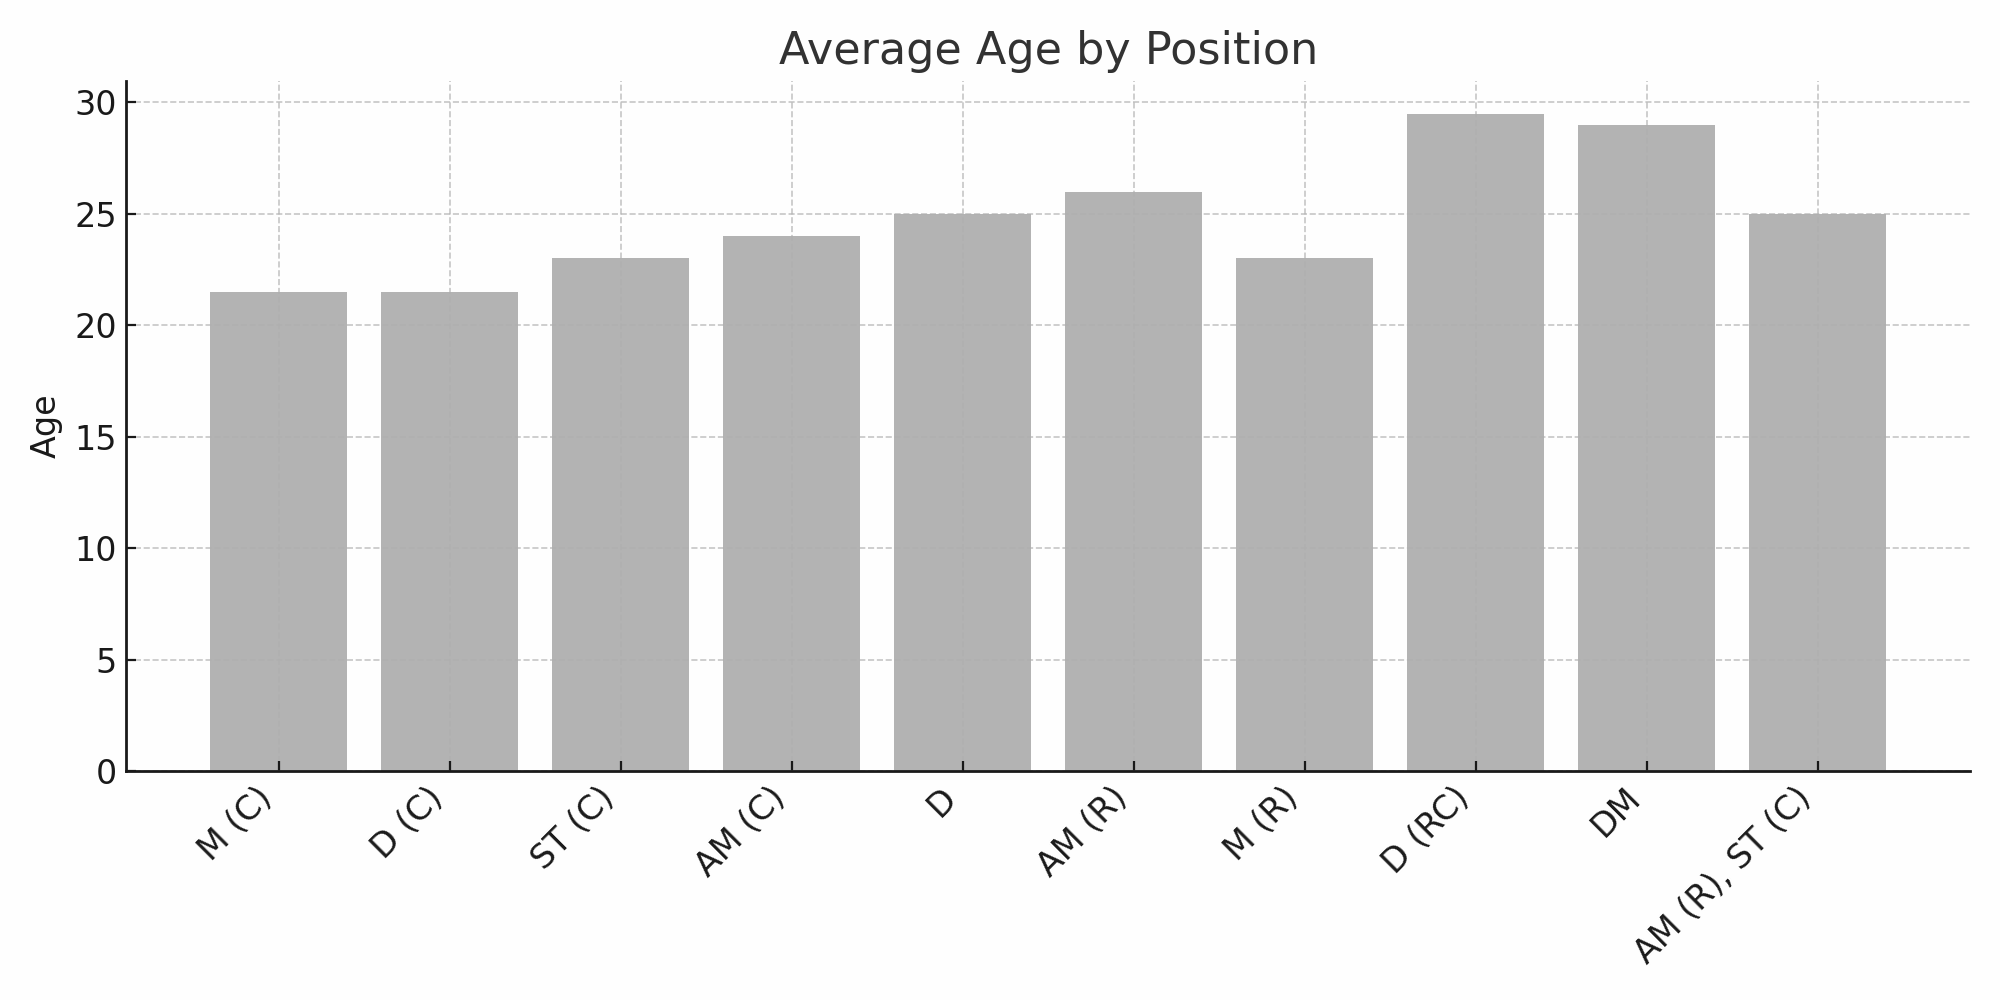 Average Age by Position
30
25
20
15
10
5
0
Age
M (C)
D (C)
ST (C)
AM (C)
D
AM (R)
M (R)
D (RC)
DM
AM (R), ST (C)